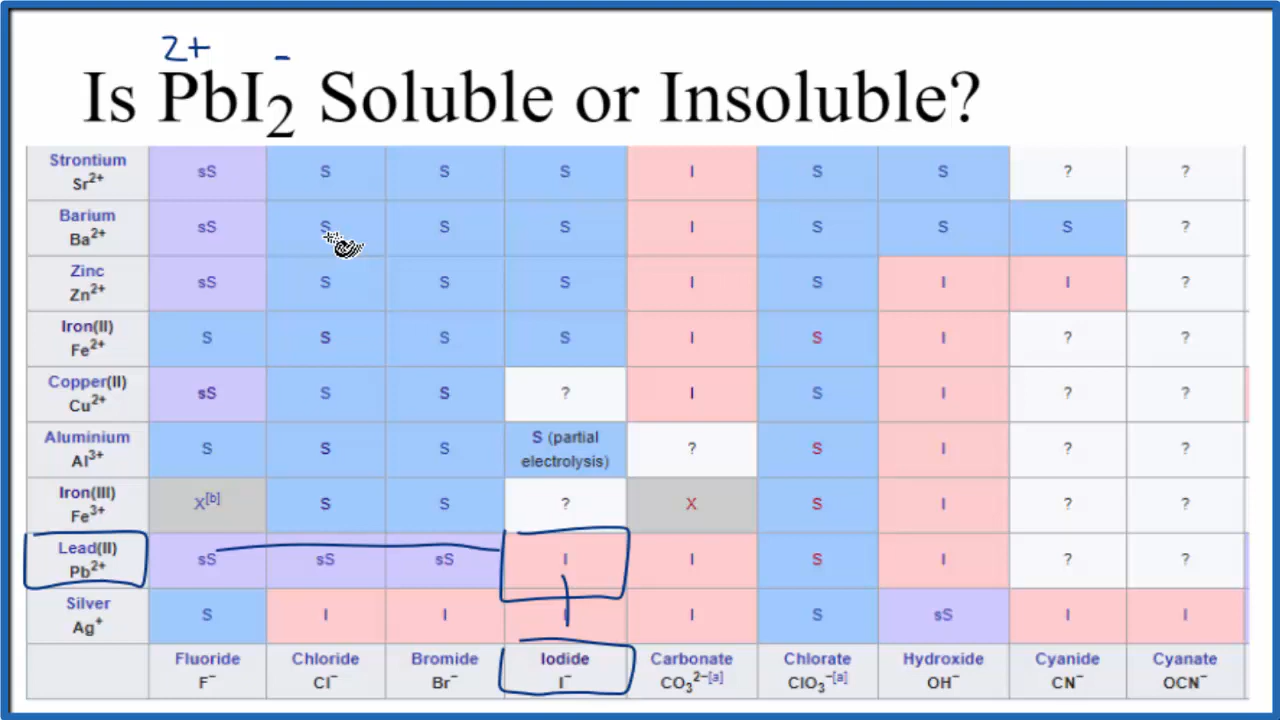 2+ -
Is PbI₂ Soluble or Insoluble?
Strontium Sr²⁺ sS S S S I S S ? ?
Barium Ba²⁺ sS S S S I S S S ?
Zinc Zn²⁺ sS S S S I S I I ?
Iron(II) Fe²⁺ S S S S I S I ? ?
Copper(II) Cu²⁺ sS S S ? I S I ? ?
Aluminium Al³⁺ S S S S (partial electrolysis) ? S I ? ?
Iron(III) Fe³⁺ X[b] S S ? X S I ? ?
Lead(II) Pb²⁺ sS sS sS I I S I ? ?
Silver Ag⁺ S I I I I S sS I I
Fluoride F⁻ Chloride Cl⁻ Bromide Br⁻ Iodide I⁻ Carbonate CO₃²⁻[a] Chlorate ClO₃⁻[a] Hydroxide OH⁻ Cyanide CN⁻ Cyanate OCN⁻